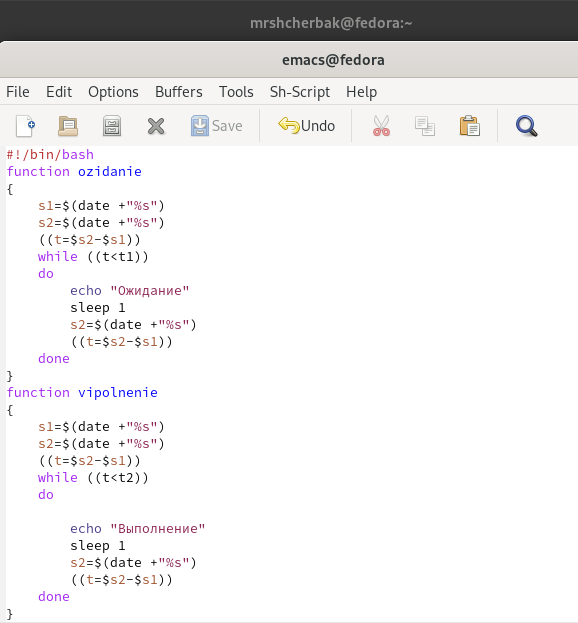 mrshcherbak@fedora:~
emacs@fedora
File Edit Options Buffers Tools Sh-Script Help
Save Undo
#!/bin/bash
function ozidanie
{
    s1=$(date +"%s")
    s2=$(date +"%s")
    ((t=$s2-$s1))
    while ((t<t1))
    do
        echo "Ожидание"
        sleep 1
        s2=$(date +"%s")
        ((t=$s2-$s1))
    done
}
function vipolnenie
{
    s1=$(date +"%s")
    s2=$(date +"%s")
    ((t=$s2-$s1))
    while ((t<t2))
    do
        echo "Выполнение"
        sleep 1
        s2=$(date +"%s")
        ((t=$s2-$s1))
    done
}